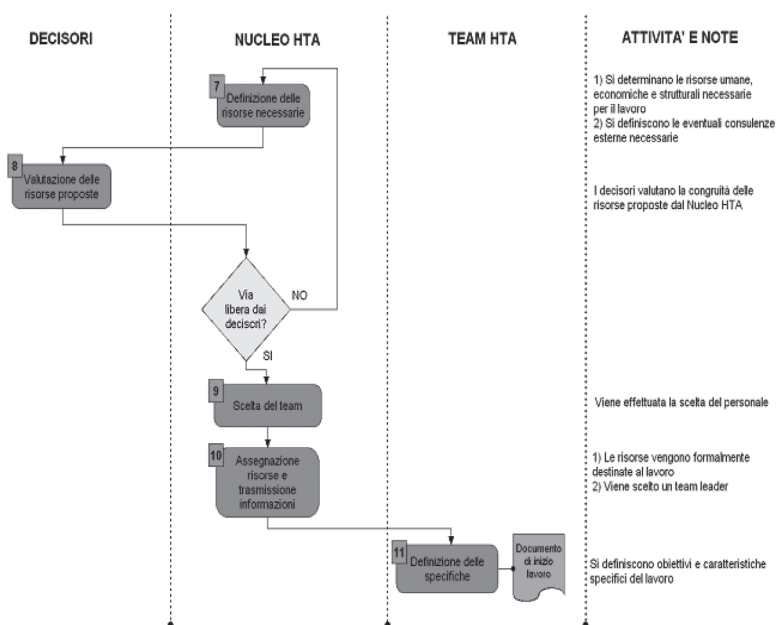 DECISORI
NUCLEO HTA
TEAM HTA
ATTIVITA' E NOTE
7
Definizione delle
risorse necessarie
1) Si determinano le risorse umane,
economiche e strutturali necessarie
per il lavoro
2) Si definiscono le eventuali consulenze
esterne necessarie
8
Valutazione delle
risorse proposte
I decisori valutano la congruità delle
risorse proposte dal Nucleo HTA
Via
libera dai
decisori?
NO
SI
9
Scelta del team
Viene effettuata la scelta del personale
10
Assegnazione
risorse e
trasmissione
informazioni
1) Le risorse vengono formalmente
destinate al lavoro
2) Viene scelto un team leader
11
Definizione delle
specifiche
Documento
di inizio
lavoro
Si definiscono obiettivi e caratteristiche
specifici del lavoro